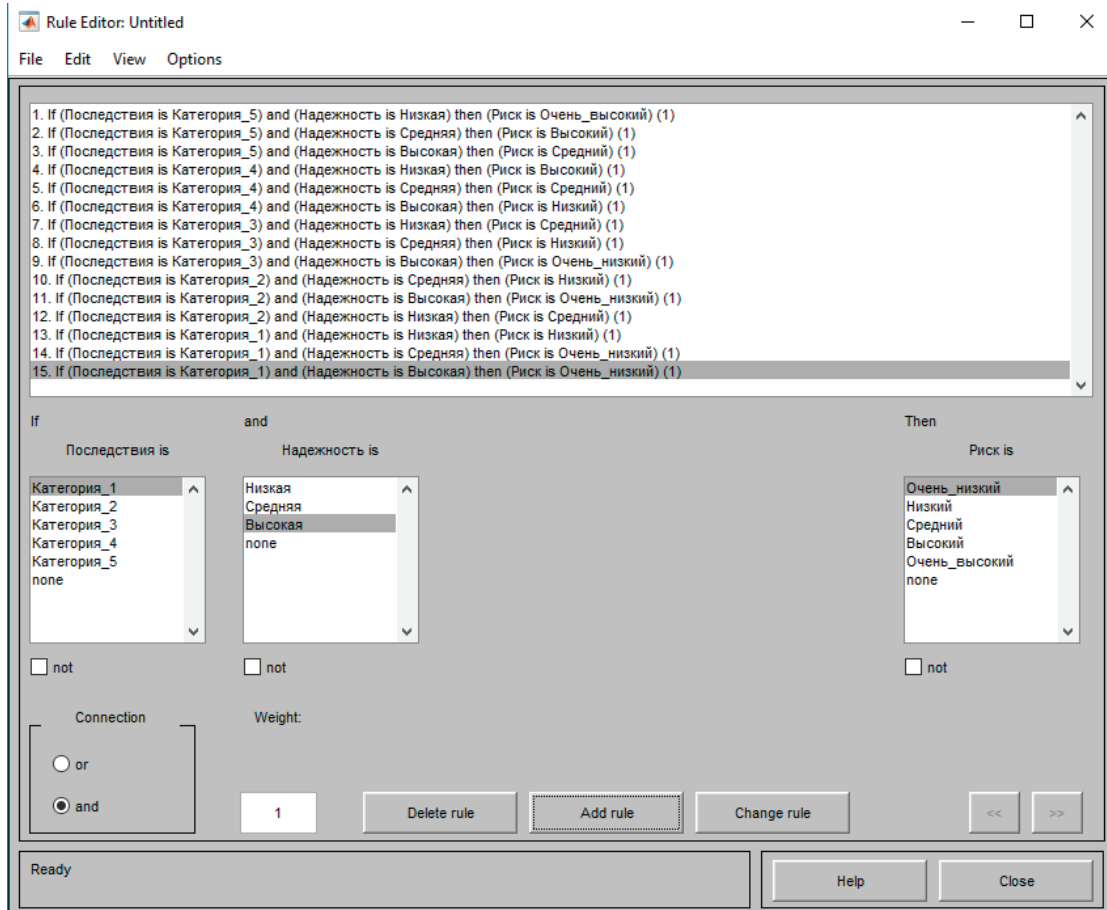 Rule Editor: Untitled
File Edit View Options
1. If (Последствия is Категория_5) and (Надежность is Низкая) then (Риск is Очень_высокий) (1)
2. If (Последствия is Категория_5) and (Надежность is Средняя) then (Риск is Высокий) (1)
3. If (Последствия is Категория_5) and (Надежность is Высокая) then (Риск is Средний) (1)
4. If (Последствия is Категория_4) and (Надежность is Низкая) then (Риск is Высокий) (1)
5. If (Последствия is Категория_4) and (Надежность is Средняя) then (Риск is Средний) (1)
6. If (Последствия is Категория_4) and (Надежность is Высокая) then (Риск is Низкий) (1)
7. If (Последствия is Категория_3) and (Надежность is Низкая) then (Риск is Средний) (1)
8. If (Последствия is Категория_3) and (Надежность is Средняя) then (Риск is Низкий) (1)
9. If (Последствия is Категория_3) and (Надежность is Высокая) then (Риск is Очень_низкий) (1)
10. If (Последствия is Категория_2) and (Надежность is Средняя) then (Риск is Низкий) (1)
11. If (Последствия is Категория_2) and (Надежность is Высокая) then (Риск is Очень_низкий) (1)
12. If (Последствия is Категория_2) and (Надежность is Низкая) then (Риск is Средний) (1)
13. If (Последствия is Категория_1) and (Надежность is Низкая) then (Риск is Низкий) (1)
14. If (Последствия is Категория_1) and (Надежность is Средняя) then (Риск is Очень_низкий) (1)
15. If (Последствия is Категория_1) and (Надежность is Высокая) then (Риск is Очень_низкий) (1)
If and Then
Последствия is Надежность is Риск is
Категория_1 Низкая Очень_низкий
Категория_2 Средняя Низкий
Категория_3 Высокая Средний
Категория_4 none Высокий
Категория_5 Очень_высокий
none none
not not not
Connection Weight:
or
and 1 Delete rule Add rule Change rule << >>
Ready Help Close